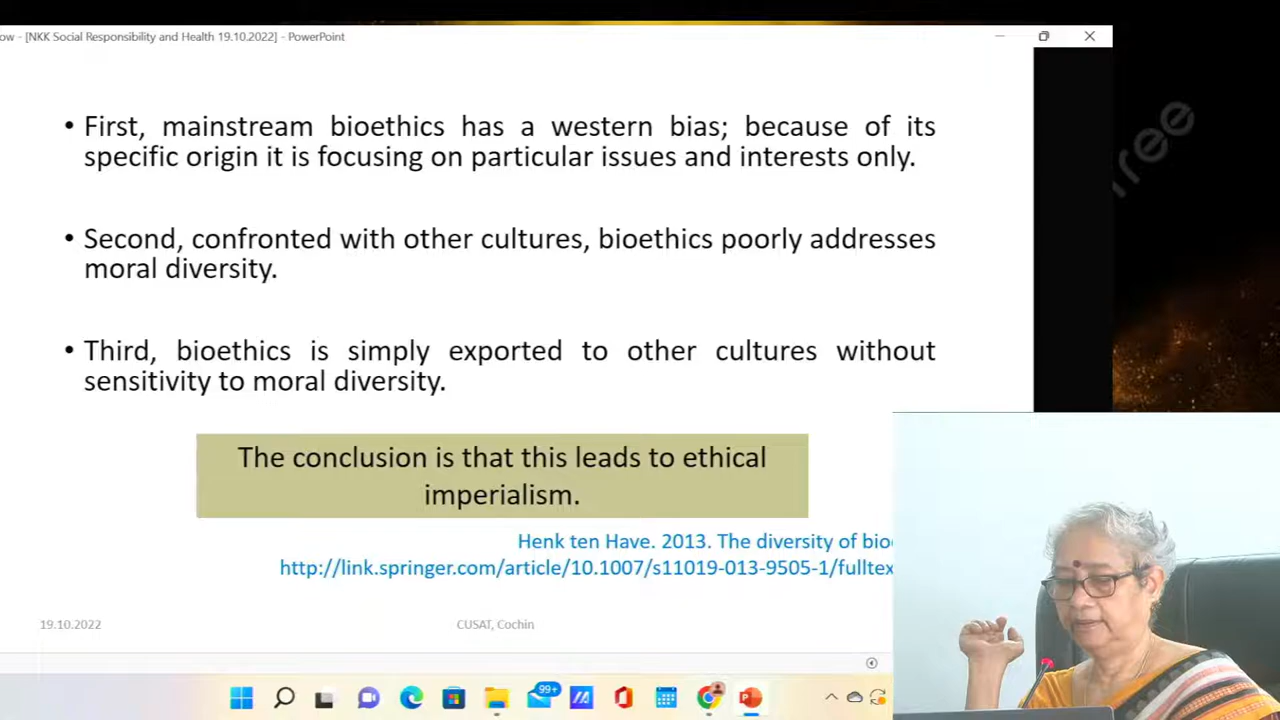 ow - [NKK Social Responsibility and Health 19.10.2022] - PowerPoint
• First, mainstream bioethics has a western bias; because of its
specific origin it is focusing on particular issues and interests only.
• Second, confronted with other cultures, bioethics poorly addresses
moral diversity.
• Third, bioethics is simply exported to other cultures without
sensitivity to moral diversity.
The conclusion is that this leads to ethical
imperialism.
Henk ten Have. 2013. The diversity of bio
http://link.springer.com/article/10.1007/s11019-013-9505-1/fulltex
19.10.2022
CUSAT, Cochin
99+